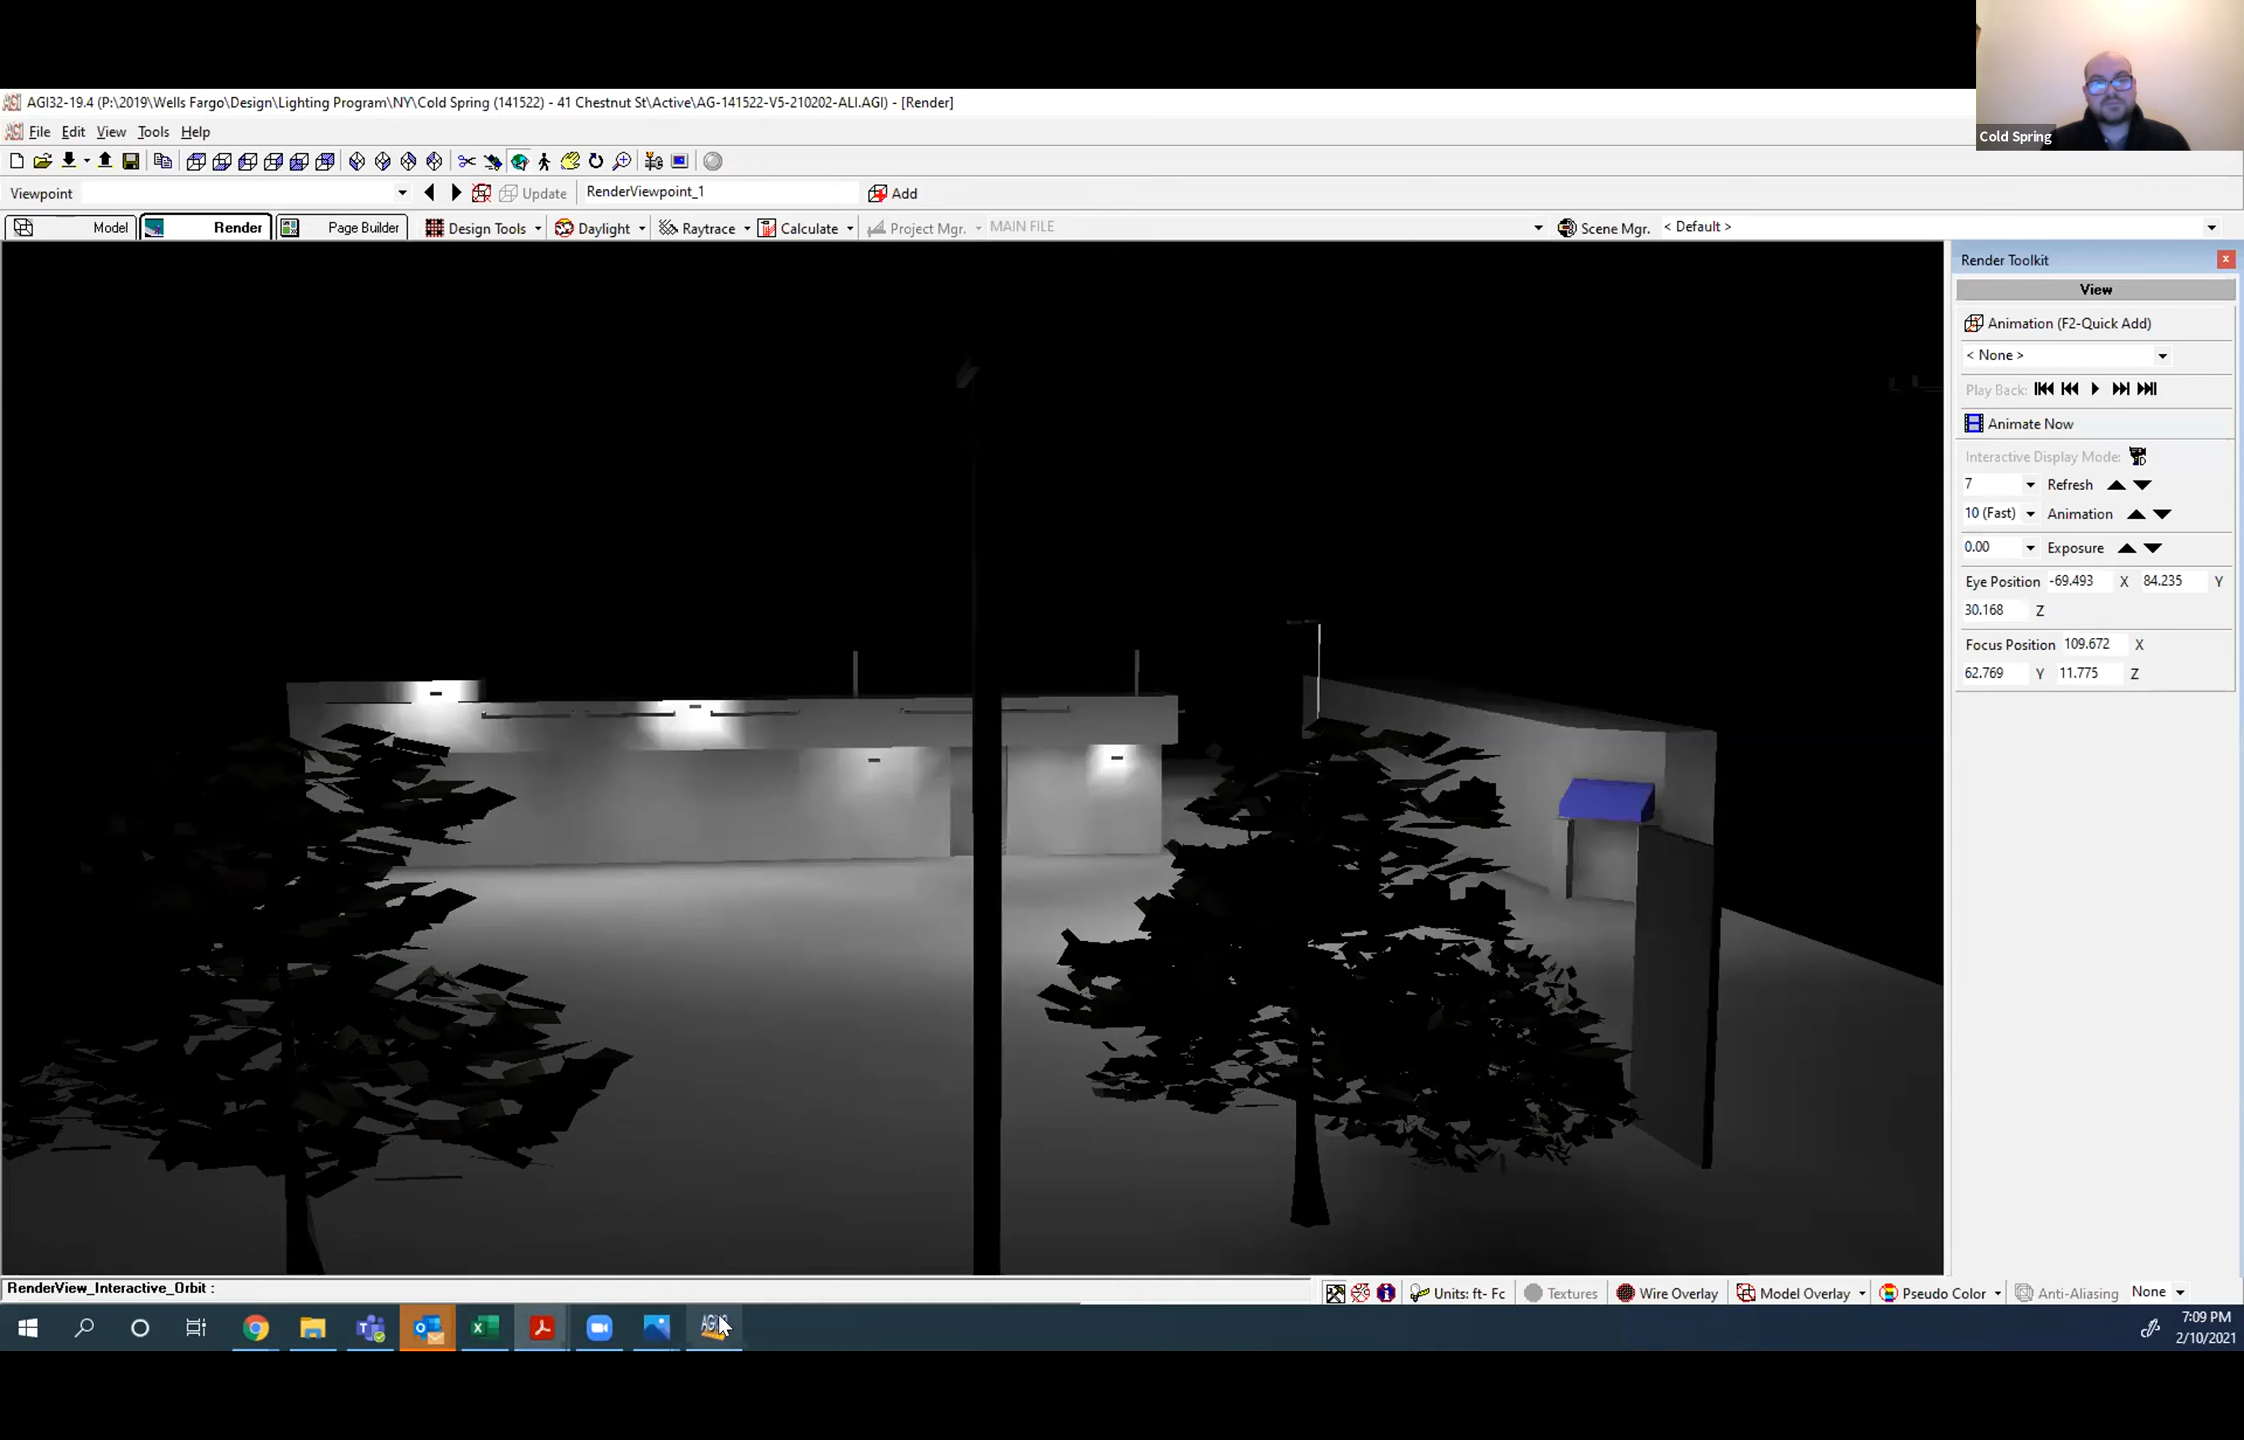 AGI32-19.4 (P:\2019\Wells Fargo\Design\Lighting Program\NY\Cold Spring (141522) - 41 Chestnut St\Active\AG-141522-V5-210202-ALI.AGI) - [Render]
Cold Spring
File Edit View Tools Help
Viewpoint Update RenderViewpoint_1 Add
Model Render Page Builder Design Tools Daylight Raytrace Calculate Project Mgr. MAIN FILE Scene Mgr. < Default >
Render Toolkit x
View
Animation (F2-Quick Add)
< None >
Play Back:
Animate Now
Interactive Display Mode:
7 Refresh
10 (Fast) Animation
0.00 Exposure
Eye Position -69.493 X 84.235 Y
30.168 Z
Focus Position 109.672 X
62.769 Y 11.775 Z
RenderView_Interactive_Orbit :
Units: ft- Fc Textures Wire Overlay Model Overlay Pseudo Color Anti-Aliasing None
7:09 PM
2/10/2021